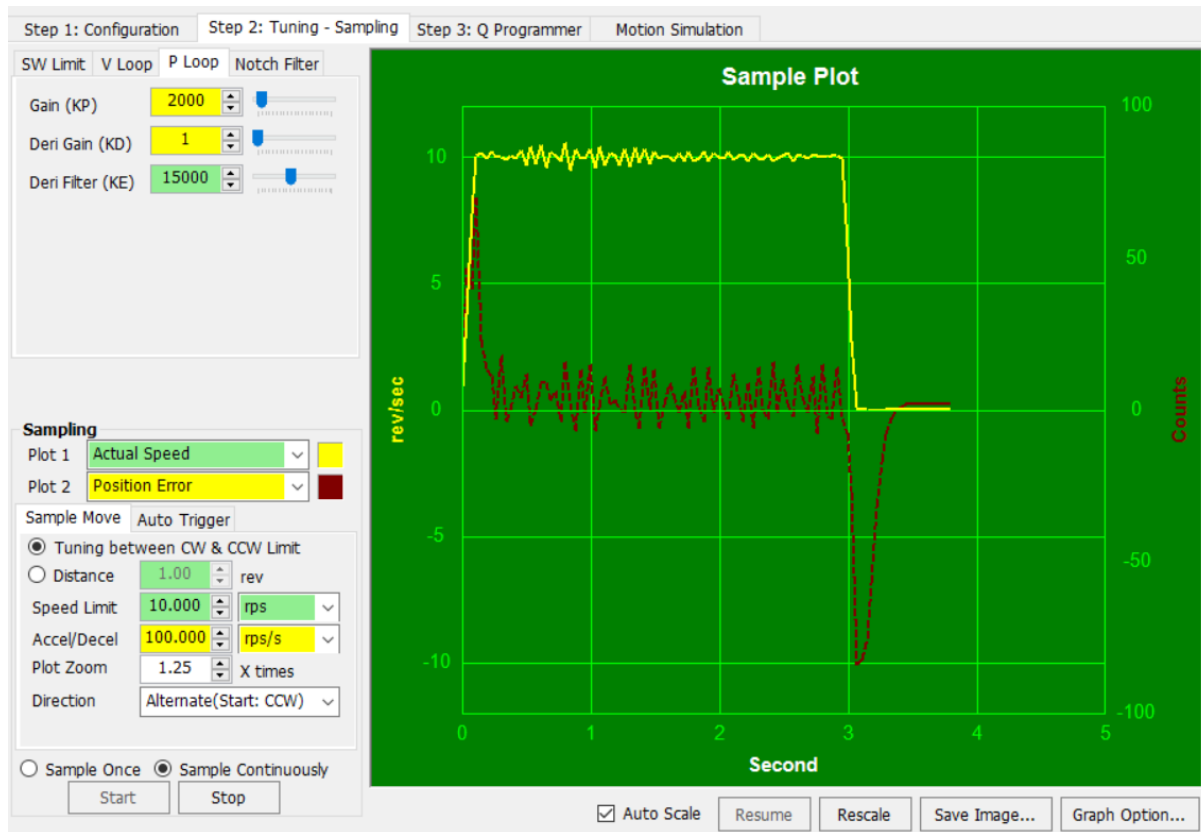 Step 1: Configuration Step 2: Tuning - Sampling Step 3: Q Programmer Motion Simulation
SW Limit V Loop P Loop Notch Filter
Gain (KP) 2000
Deri Gain (KD) 1
Deri Filter (KE) 15000
Sampling
Plot 1 Actual Speed
Plot 2 Position Error
Sample Move Auto Trigger
Tuning between CW & CCW Limit
Distance 1.00 rev
Speed Limit 10.000 rps
Accel/Decel 100.000 rps/s
Plot Zoom 1.25 X times
Direction Alternate(Start: CCW)
Sample Once Sample Continuously
Start Stop
Sample Plot
100
10
50
5
rev/sec
0 0
Counts
-5
-50
-10
-100
0 1 2 3 4 5
Second
Auto Scale Resume Rescale Save Image... Graph Option...